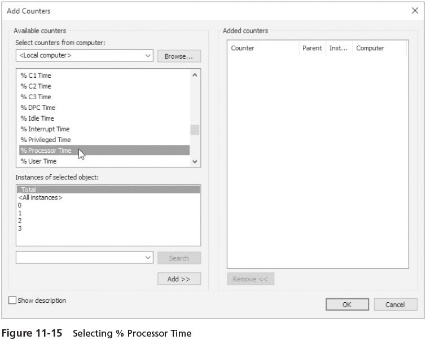 Add Counters
Available counters
Select counters from computer:
<Local computer>
Browse...
% C1 Time
% C2 Time
% C3 Time
% DPC Time
% Idle Time
% Interrupt Time
% Privileged Time
% Processor Time
% User Time
Instances of selected object:
_Total
<All instances>
0
1
2
3
Search
Add >>
Show description
Added counters
Counter Parent Inst... Computer
Remove <<
OK Cancel
Figure 11-15 Selecting % Processor Time